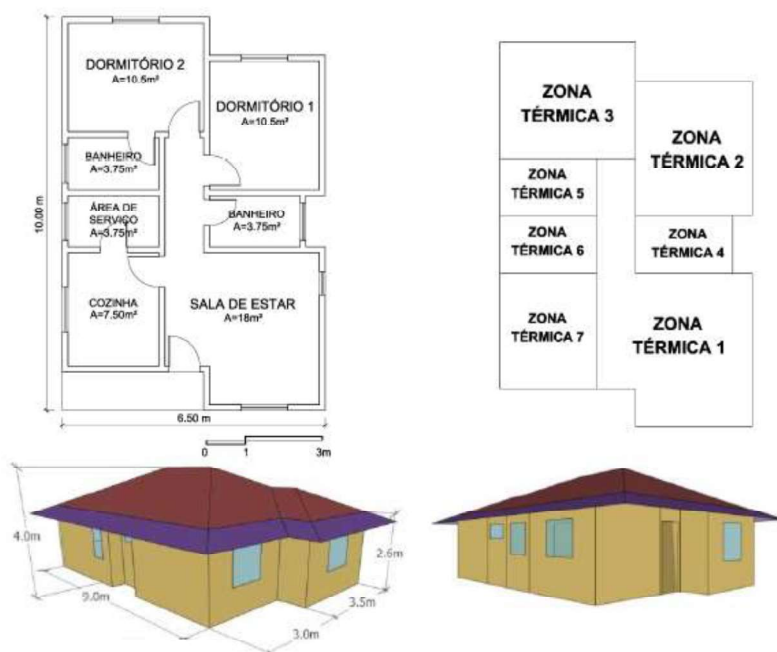 DORMITÓRIO 2
A=10.5m²
DORMITÓRIO 1
A=10.5m²
BANHEIRO
A=3.75m²
ÁREA DE
SERVIÇO
A=3.75m²
BANHEIRO
A=3.75m²
COZINHA
A=7.50m²
SALA DE ESTAR
A=18m²
10.00 m
6.50 m
0 1 3m
ZONA
TÉRMICA 3
ZONA
TÉRMICA 2
ZONA
TÉRMICA 5
ZONA
TÉRMICA 6
ZONA
TÉRMICA 4
ZONA
TÉRMICA 7
ZONA
TÉRMICA 1
4.0m
9.0m
3.0m
3.5m
2.6m